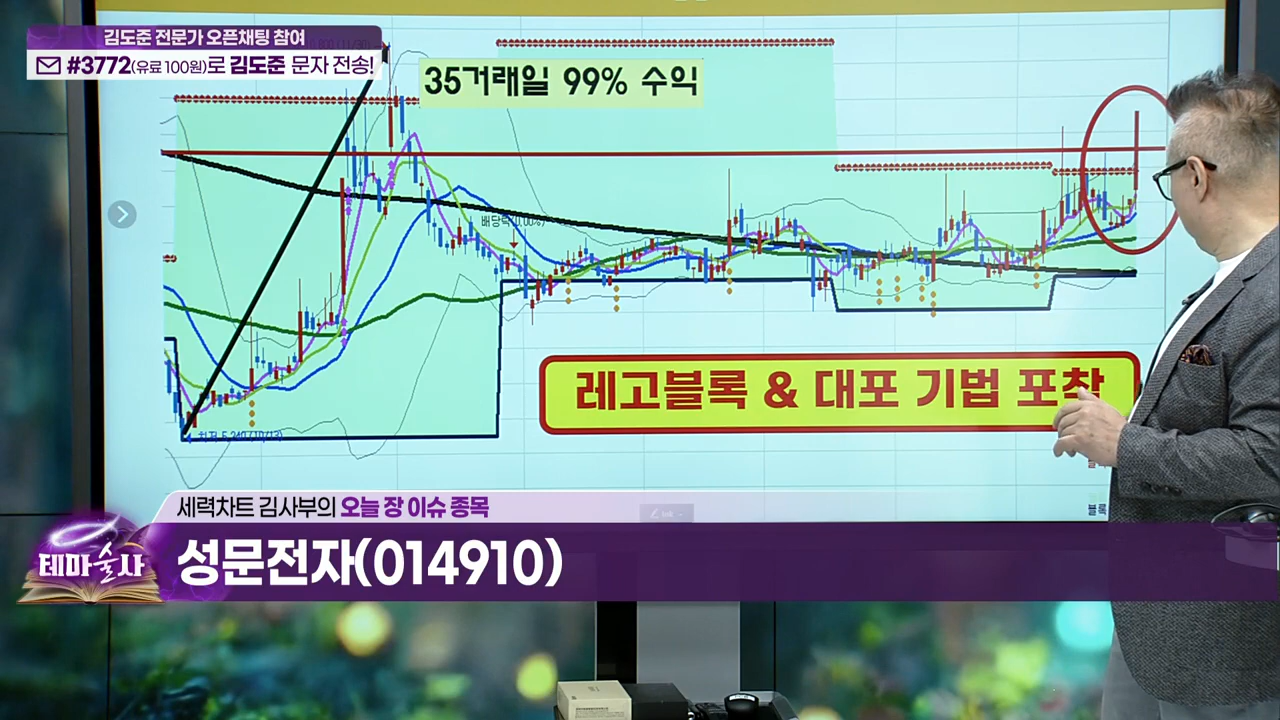 김도준 전문가 오픈채팅 참여
#3772(유료 100원)로 김도준 문자 전송!
35거래일 99% 수익
레고블록 & 대포 기법 포착
세력차트 김사부의 오늘 장 이슈 종목
테마술사
성문전자(014910)